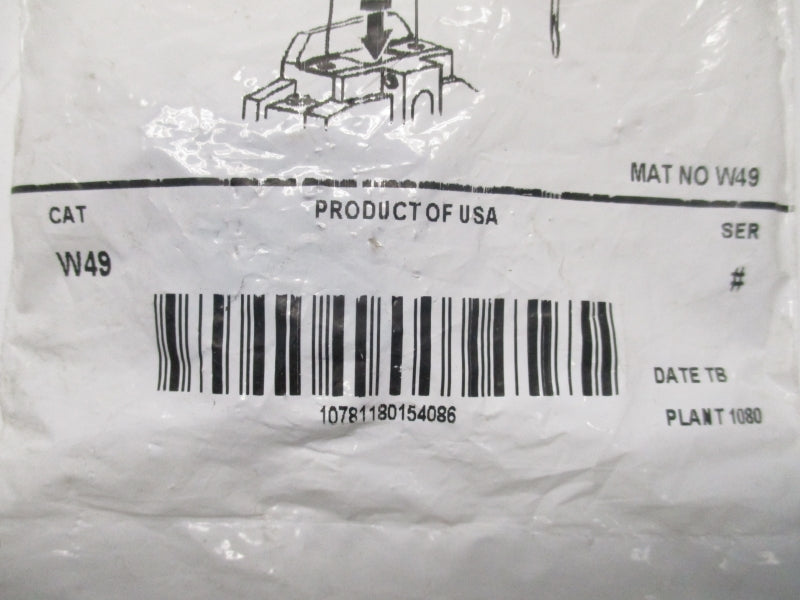 MAT NO W49
CAT
PRODUCT OF USA
SER
W49
#
10781180154086
DATE TB
PLANT 1080